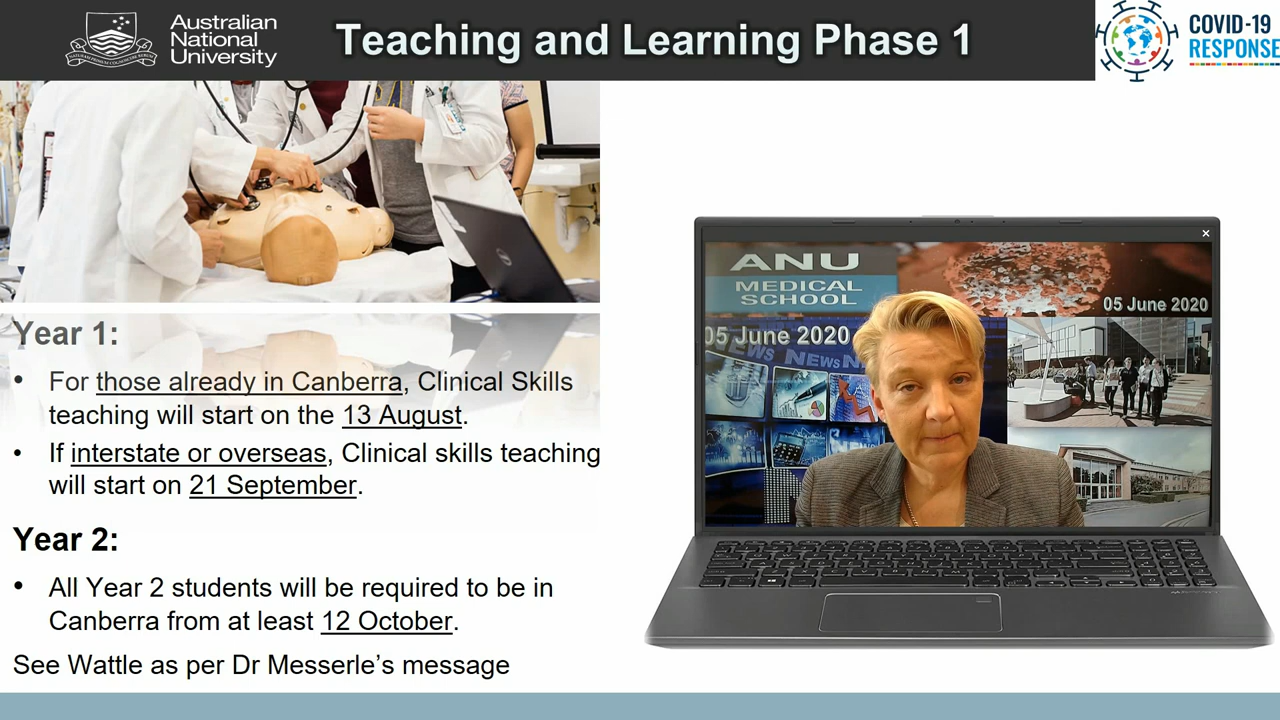 Australian
National
University
Teaching and Learning Phase 1
COVID-19
RESPONSE
Year 1:
• For those already in Canberra, Clinical Skills
teaching will start on the 13 August.
• If interstate or overseas, Clinical skills teaching
will start on 21 September.
Year 2:
• All Year 2 students will be required to be in
Canberra from at least 12 October.
See Wattle as per Dr Messerle’s message
ANU
MEDICAL
SCHOOL
05 June 2020
05 June 2020
News News